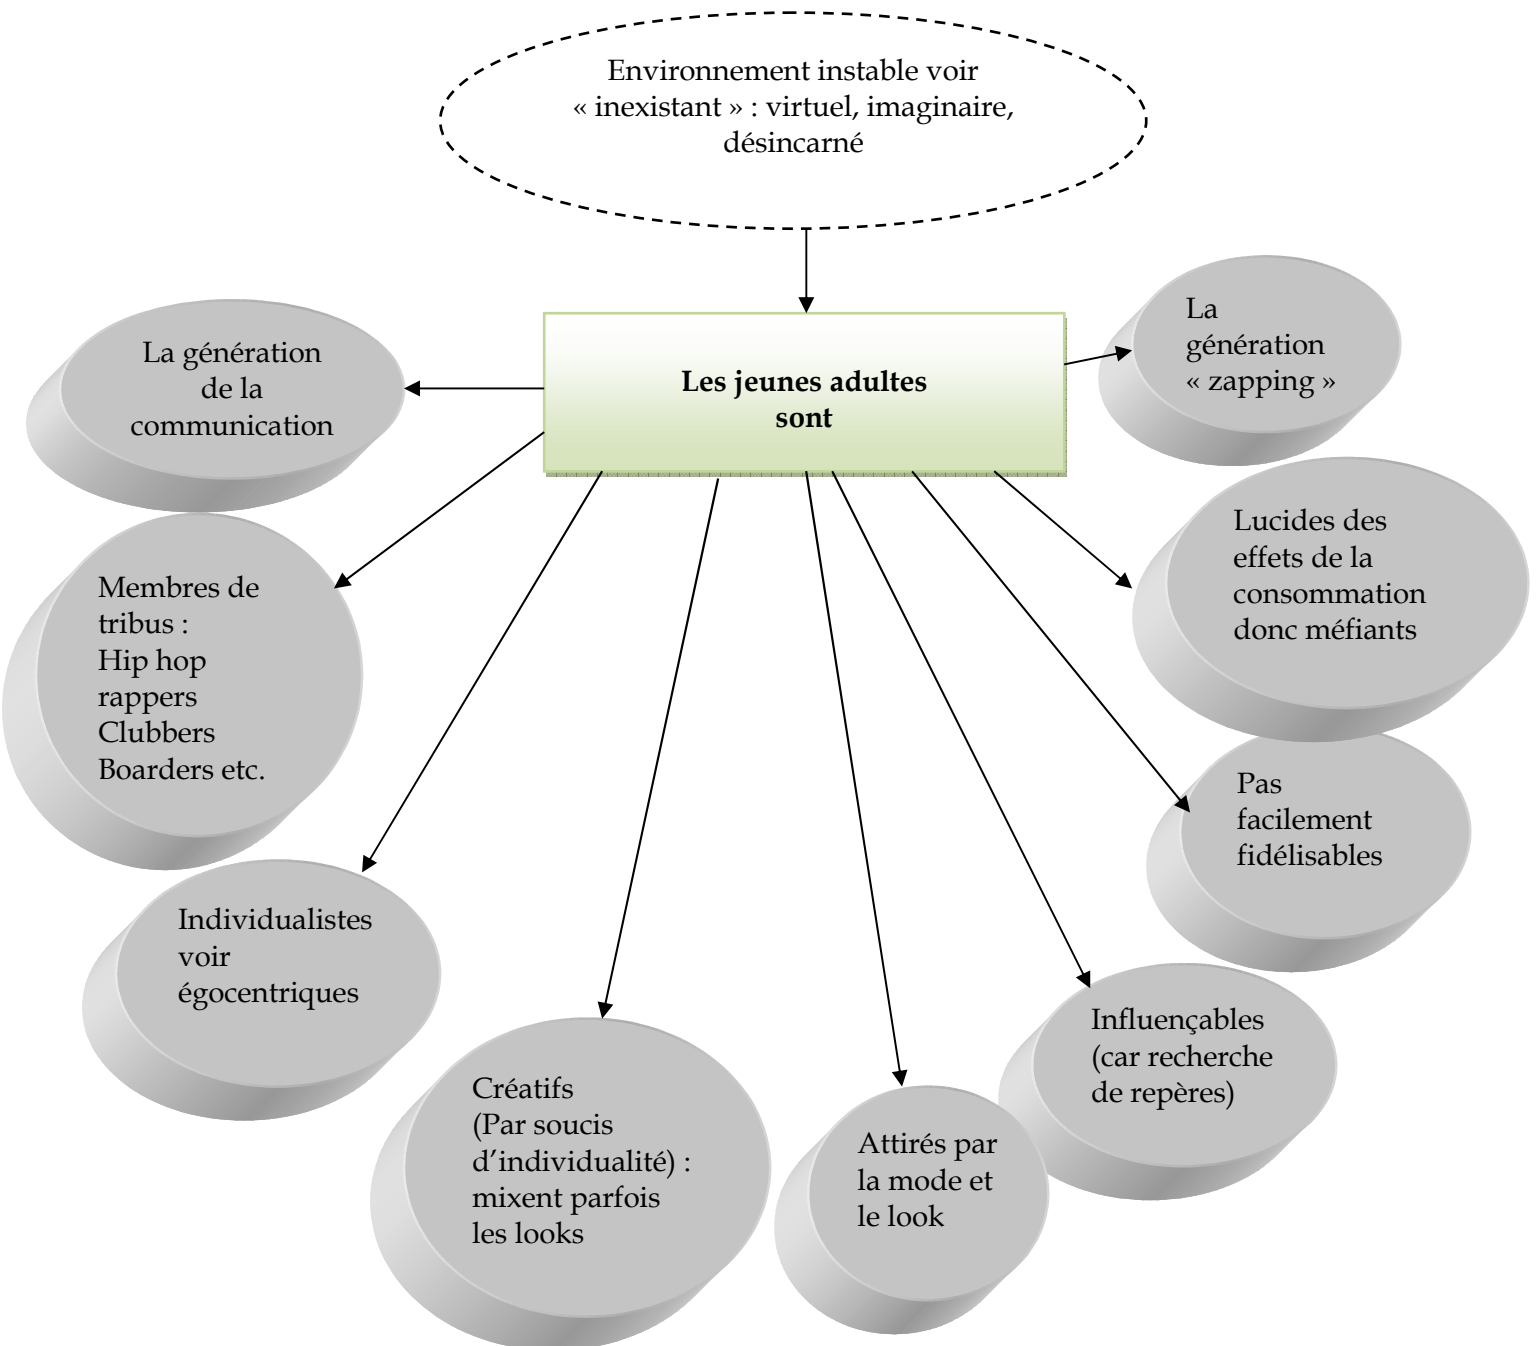 Environnement instable voir
« inexistant » : virtuel, imaginaire,
désincarné
Les jeunes adultes
sont
La génération
de la
communication
La
génération
« zapping »
Membres de
tribus :
Hip hop
rappers
Clubbers
Boarders etc.
Lucides des
effets de la
consommation
donc méfiants
Individualistes
voir
égocentriques
Pas
facilement
fidélisables
Créatifs
(Par soucis
d’individualité) :
mixent parfois
les looks
Attirés par
la mode et
le look
Influençables
(car recherche
de repères)